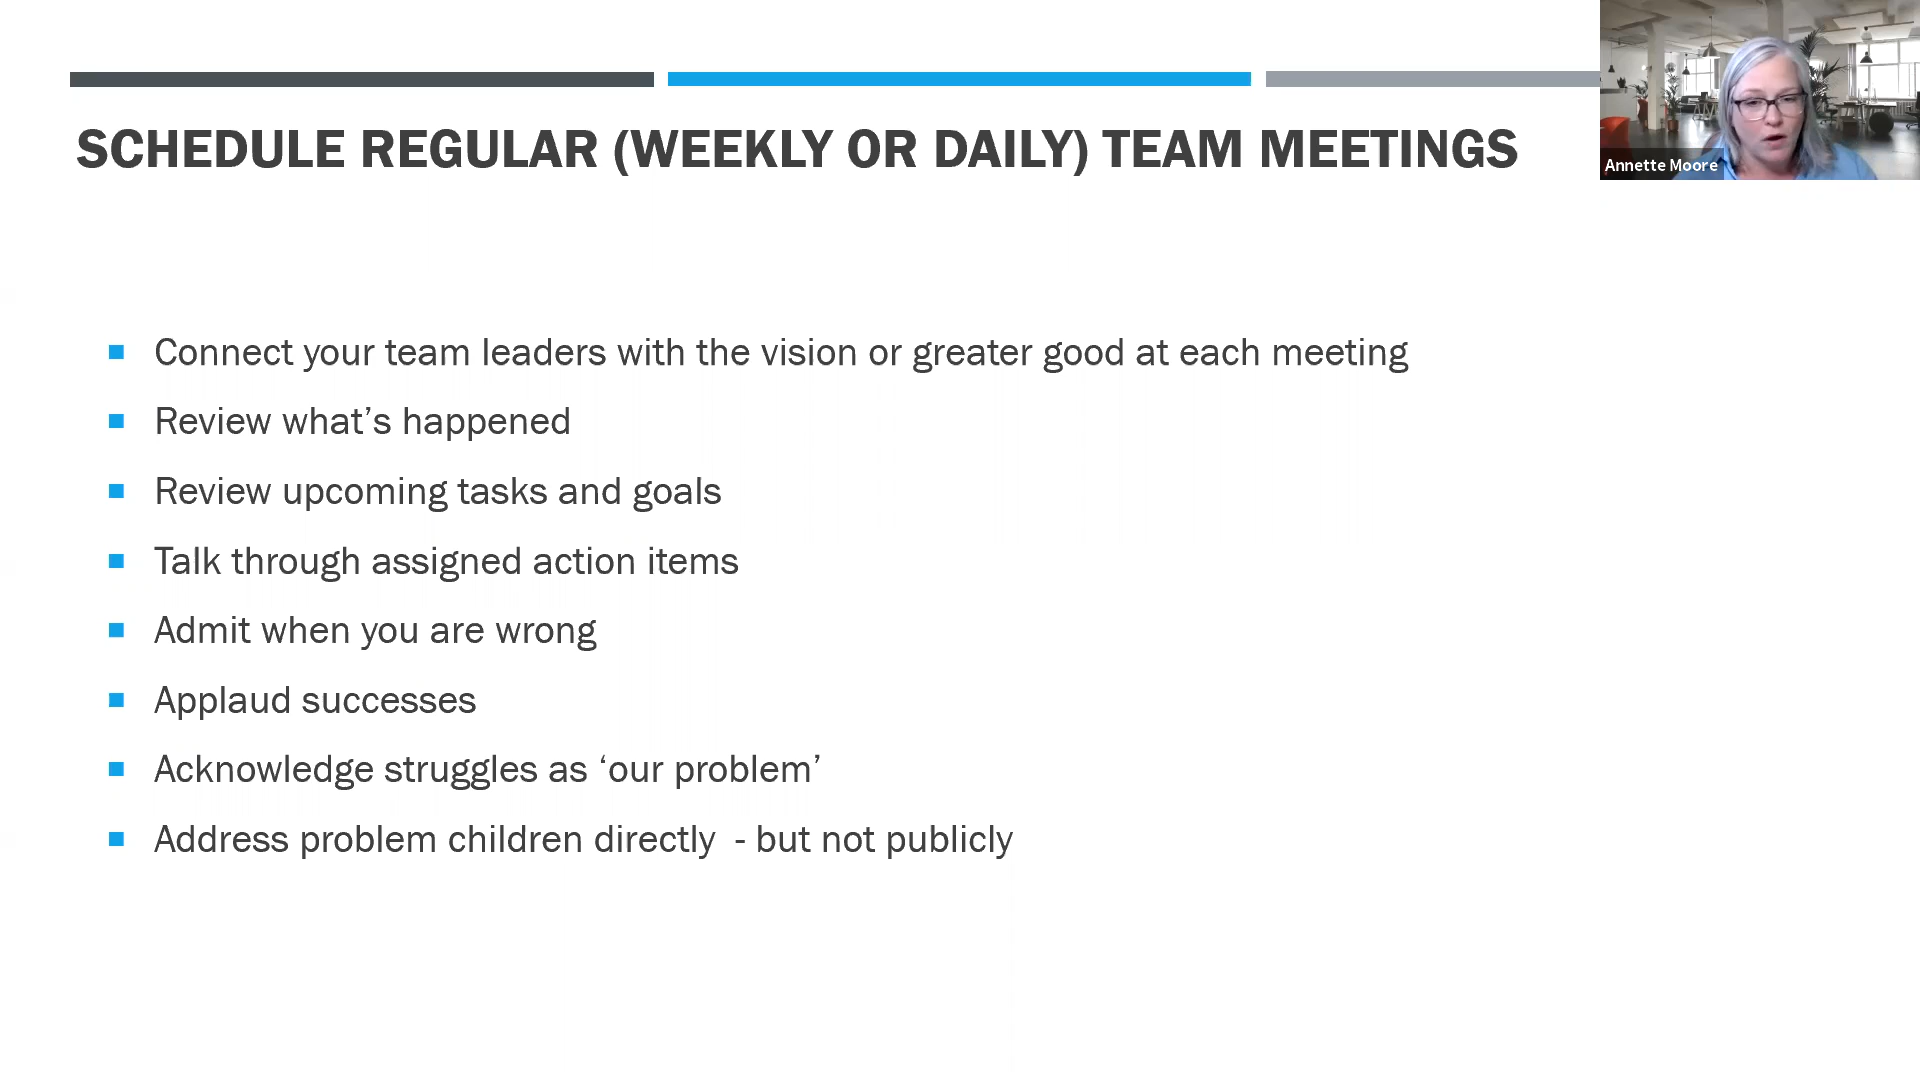 SCHEDULE REGULAR (WEEKLY OR DAILY) TEAM MEETINGS
Annette Moore
Connect your team leaders with the vision or greater good at each meeting
Review what’s happened
Review upcoming tasks and goals
Talk through assigned action items
Admit when you are wrong
Applaud successes
Acknowledge struggles as ‘our problem’
Address problem children directly  - but not publicly